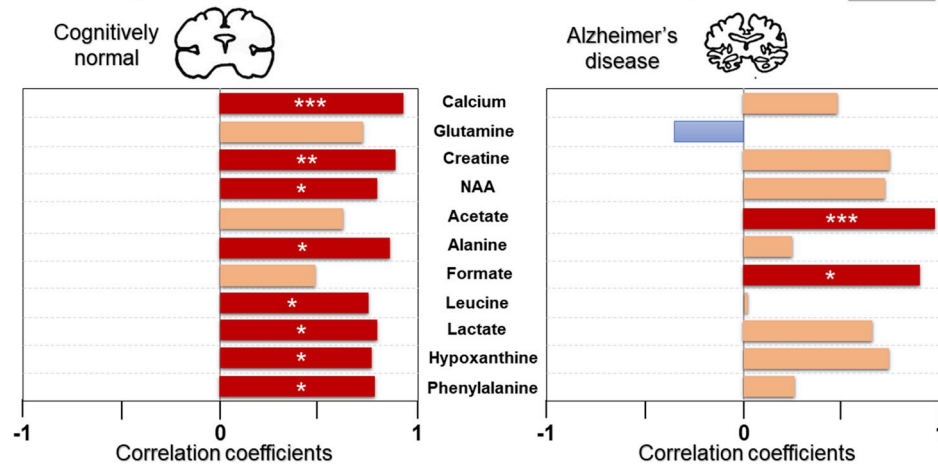 Cognitively
normal
Alzheimer's
disease
*** Calcium
Glutamine
** Creatine
* NAA
Acetate ***
* Alanine
Formate *
* Leucine
* Lactate
* Hypoxanthine
* Phenylalanine
-1 0 1 -1 0 1
Correlation coefficients Correlation coefficients